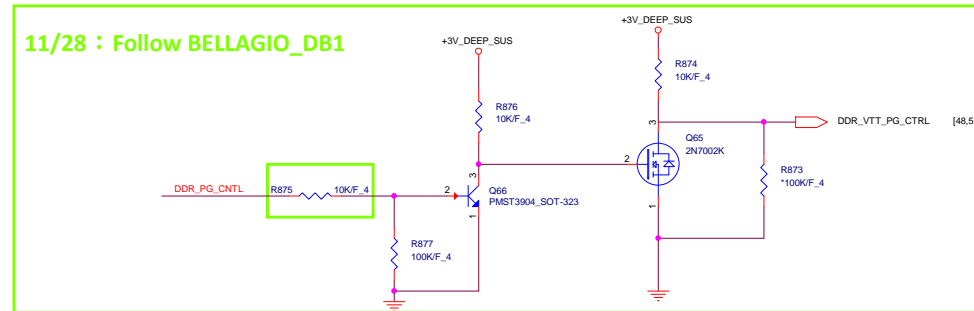 11/28：Follow BELLAGIO_DB1
+3V_DEEP_SUS
+3V_DEEP_SUS
R874
10K/F_4
R876
10K/F_4
3
DDR_VTT_PG_CTRL [48,5
Q65
2N7002K
2
R873
*100K/F_4
1
DDR_PG_CNTL
R875 10K/F_4
2
3
Q66
PMST3904_SOT-323
1
R877
100K/F_4